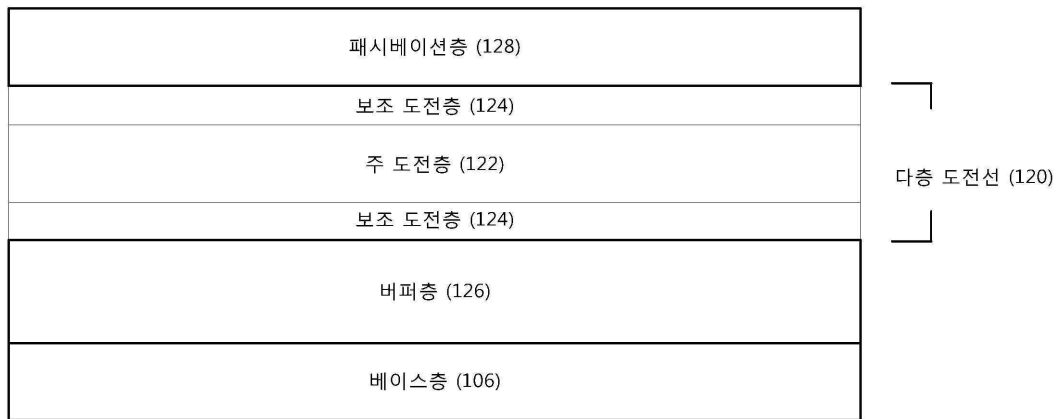 패시베이션층 (128)
보조 도전층 (124)
주 도전층 (122)
다층 도전선 (120)
보조 도전층 (124)
버퍼층 (126)
베이스층 (106)